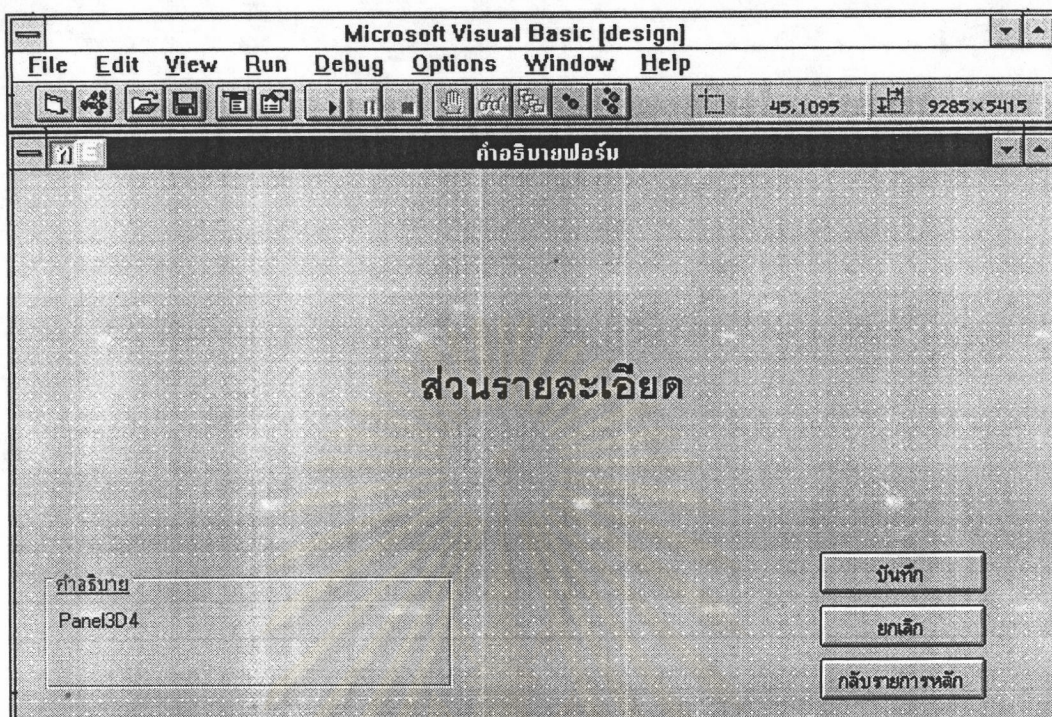 Microsoft Visual Basic [design]
File Edit View Run Debug Options Window Help
45,1095 9285×5415
คำอธิบายฟอร์ม
ส่วนรายละเอียด
คำอธิบาย
Panel3D4
บันทึก
ยกเลิก
กลับรายการหลัก